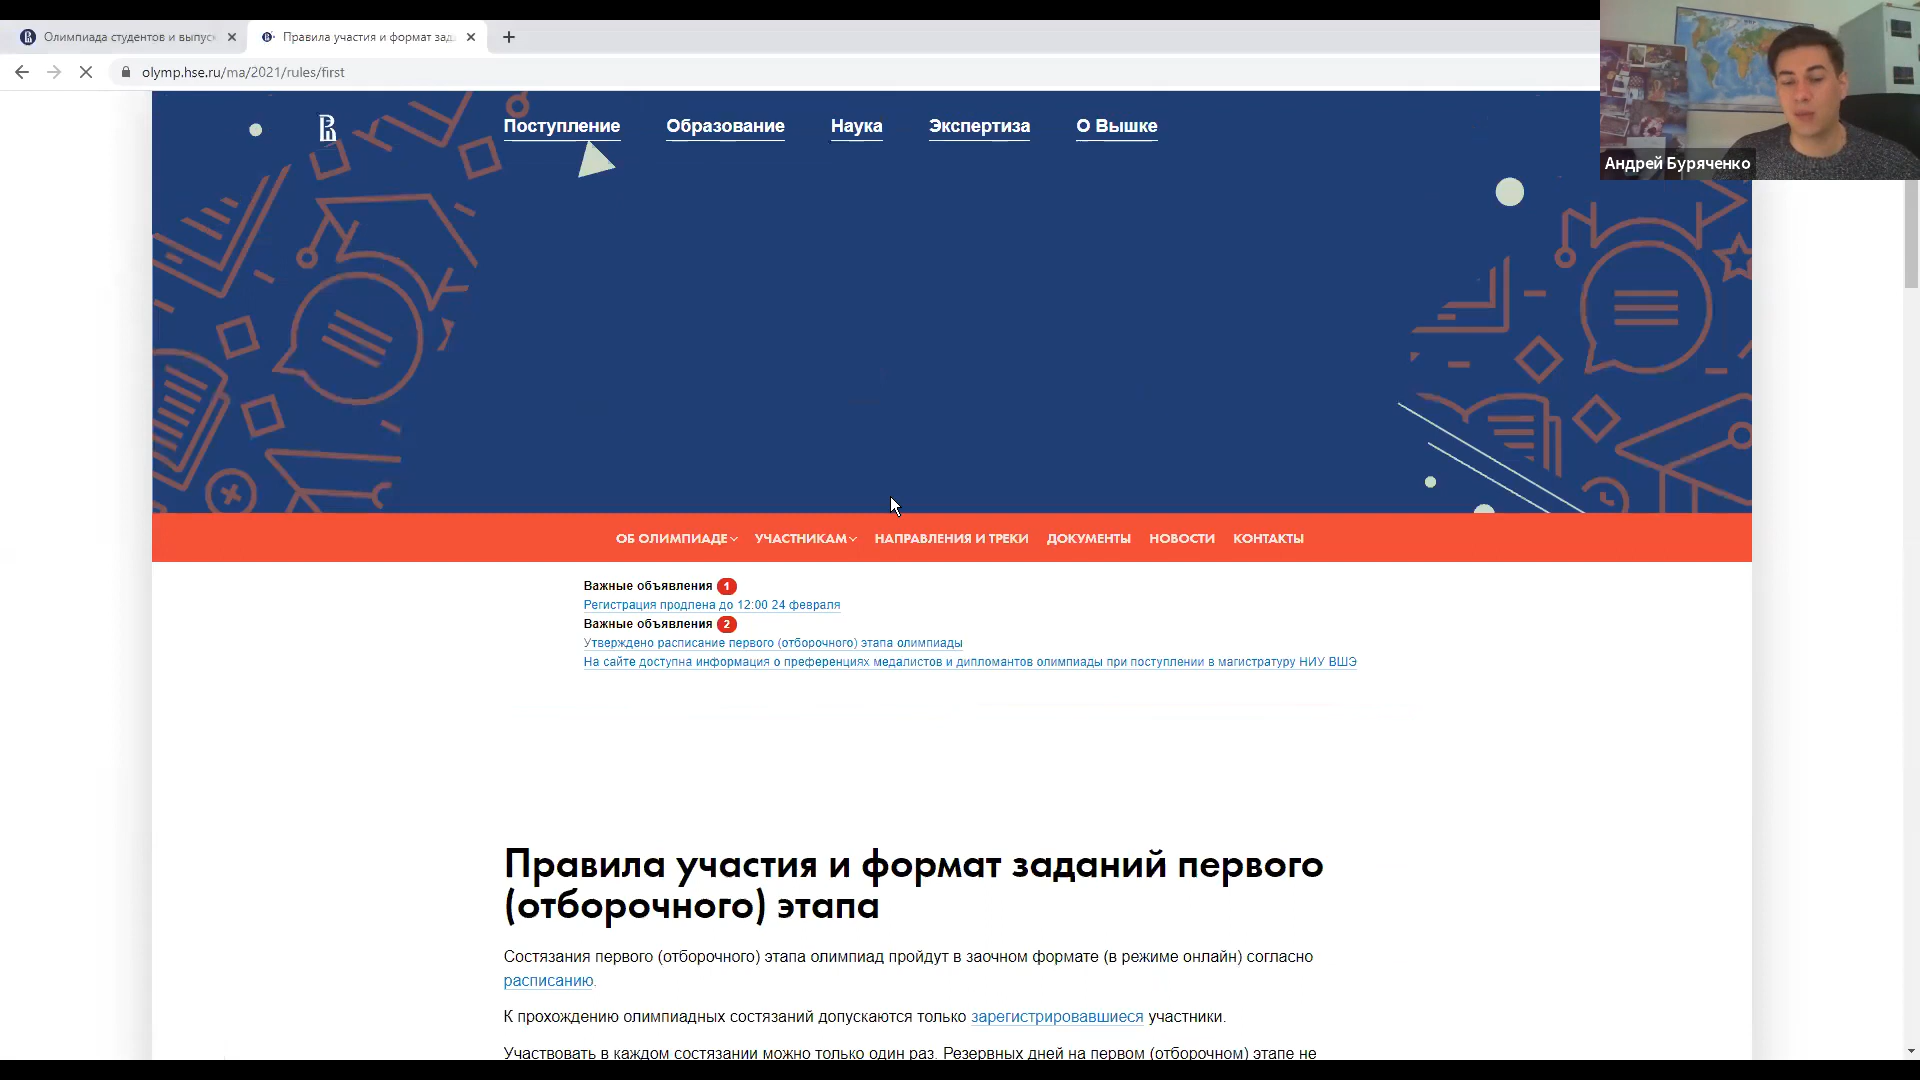 Олимпиада студентов и выпуск
Правила участия и формат зад
olymp.hse.ru/ma/2021/rules/first
Андрей Буряченко
Поступление Образование Наука Экспертиза О Вышке
ОБ ОЛИМПИАДЕ УЧАСТНИКАМ НАПРАВЛЕНИЯ И ТРЕКИ ДОКУМЕНТЫ НОВОСТИ КОНТАКТЫ
Важные объявления 1
Регистрация продлена до 12:00 24 февраля
Важные объявления 2
Утверждено расписание первого (отборочного) этапа олимпиады
На сайте доступна информация о преференциях медалистов и дипломантов олимпиады при поступлении в магистратуру НИУ ВШЭ
Правила участия и формат заданий первого
(отборочного) этапа
Состязания первого (отборочного) этапа олимпиад пройдут в заочном формате (в режиме онлайн) согласно
расписанию.
К прохождению олимпиадных состязаний допускаются только зарегистрировавшиеся участники.
Участвовать в каждом состязании можно только один раз. Резервных дней на первом (отборочном) этапе не